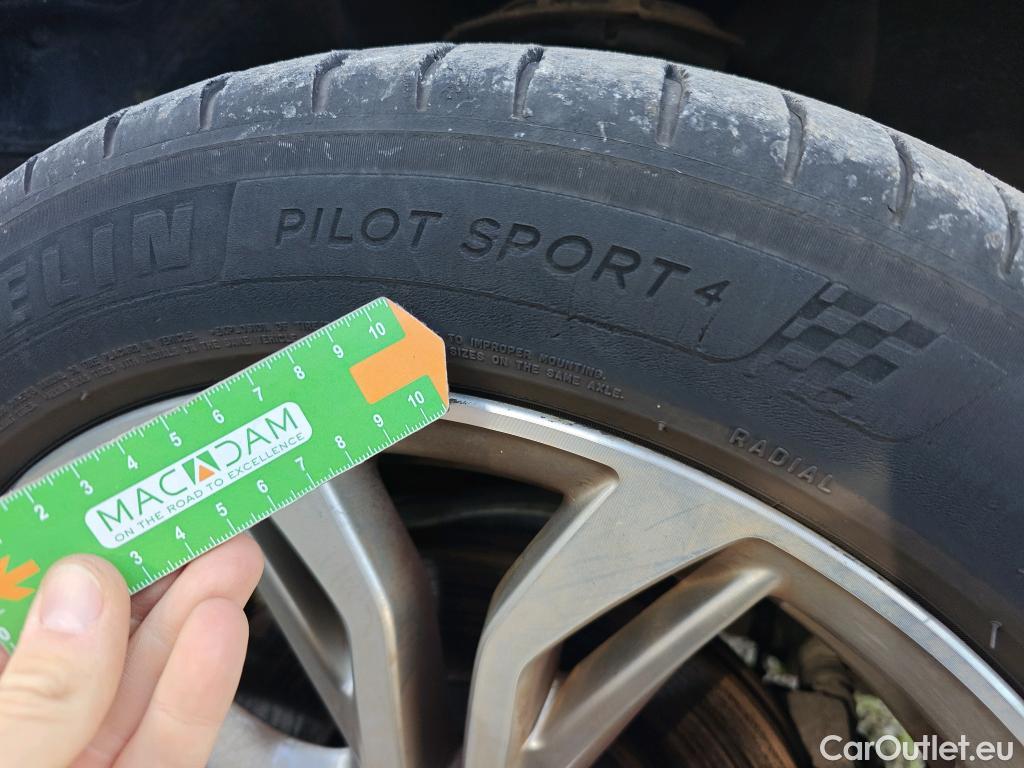 ELIN
PILOT SPORT 4
TO IMPROPER MOUNTING.
SIZES ON THE SAME AXLE.
RADIAL
2 3 4 5 6 7 8 9 10
MACADAM
ON THE ROAD TO EXCELLENCE
3 4 5 6 7 8 9 10
CarOutlet.eu